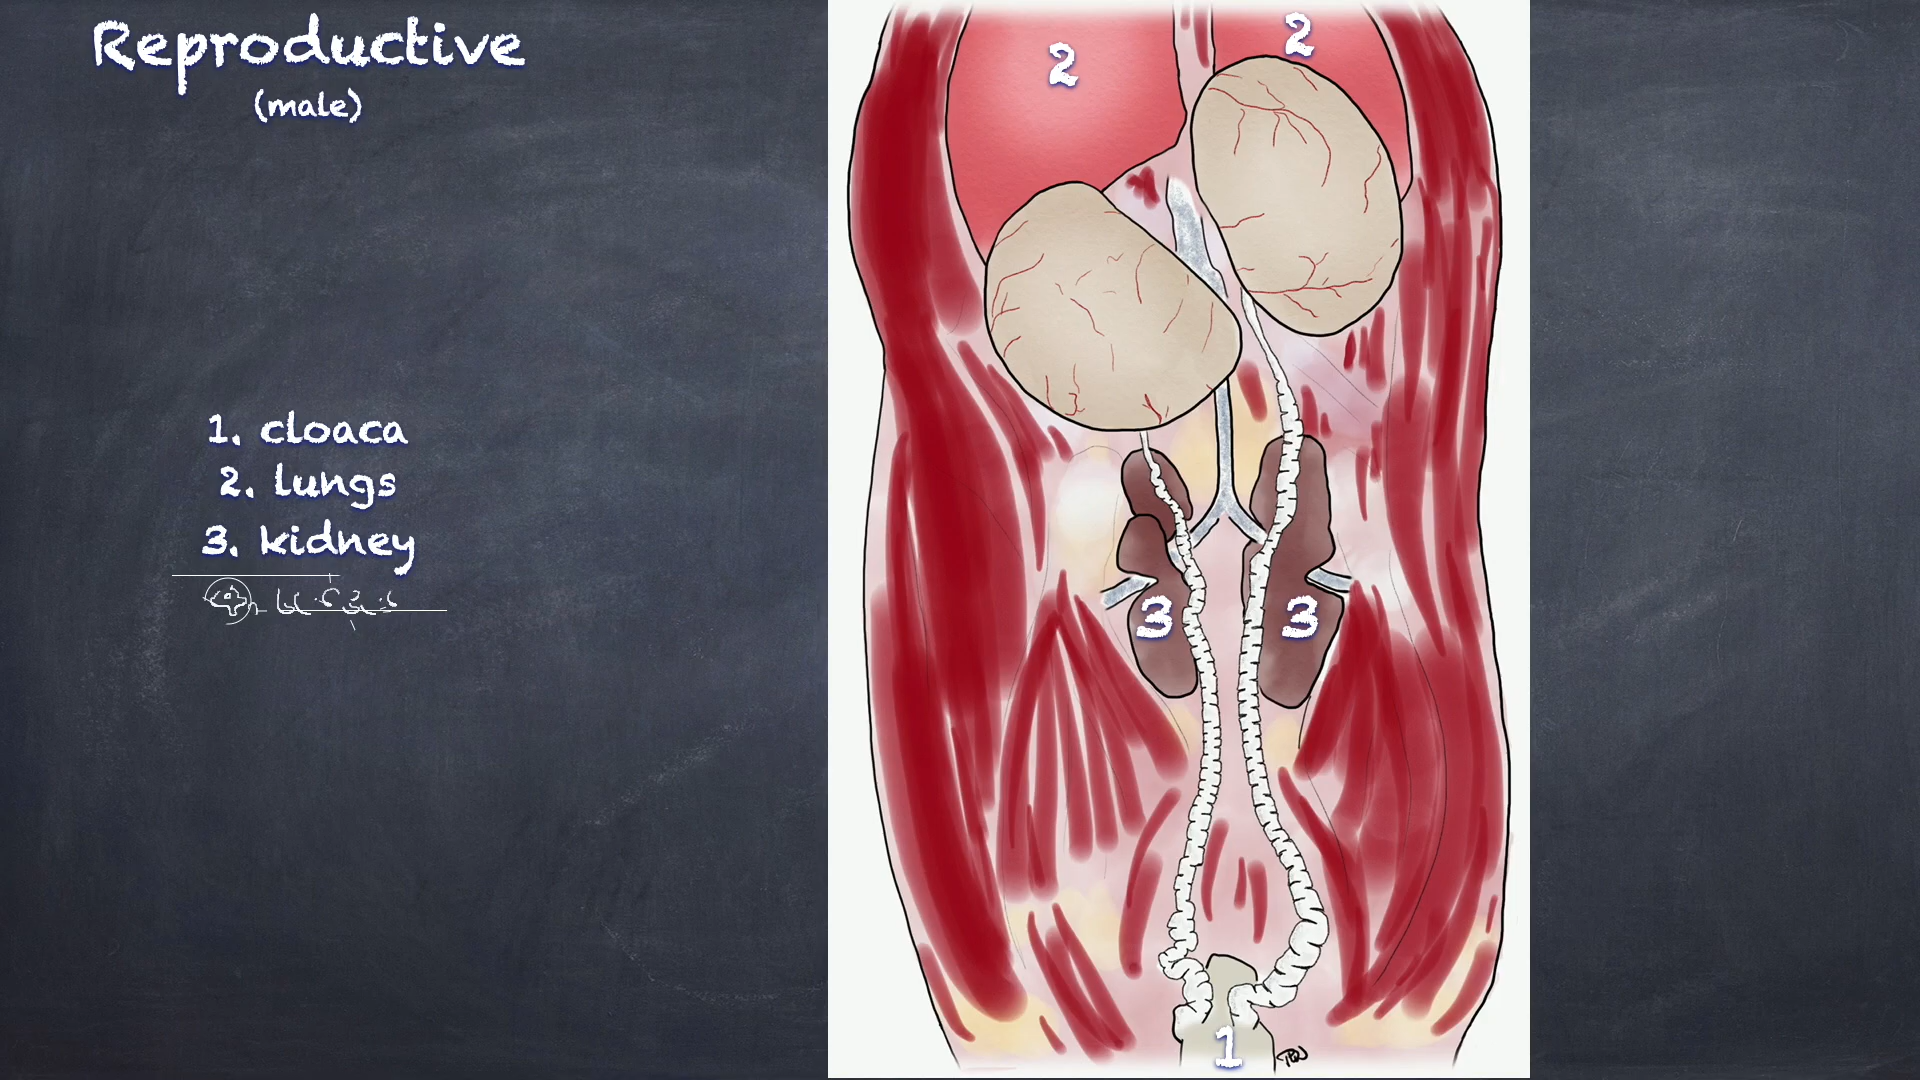 Reproductive
(male)
1. cloaca
2. lungs
3. kidney
2
2
3
3
1